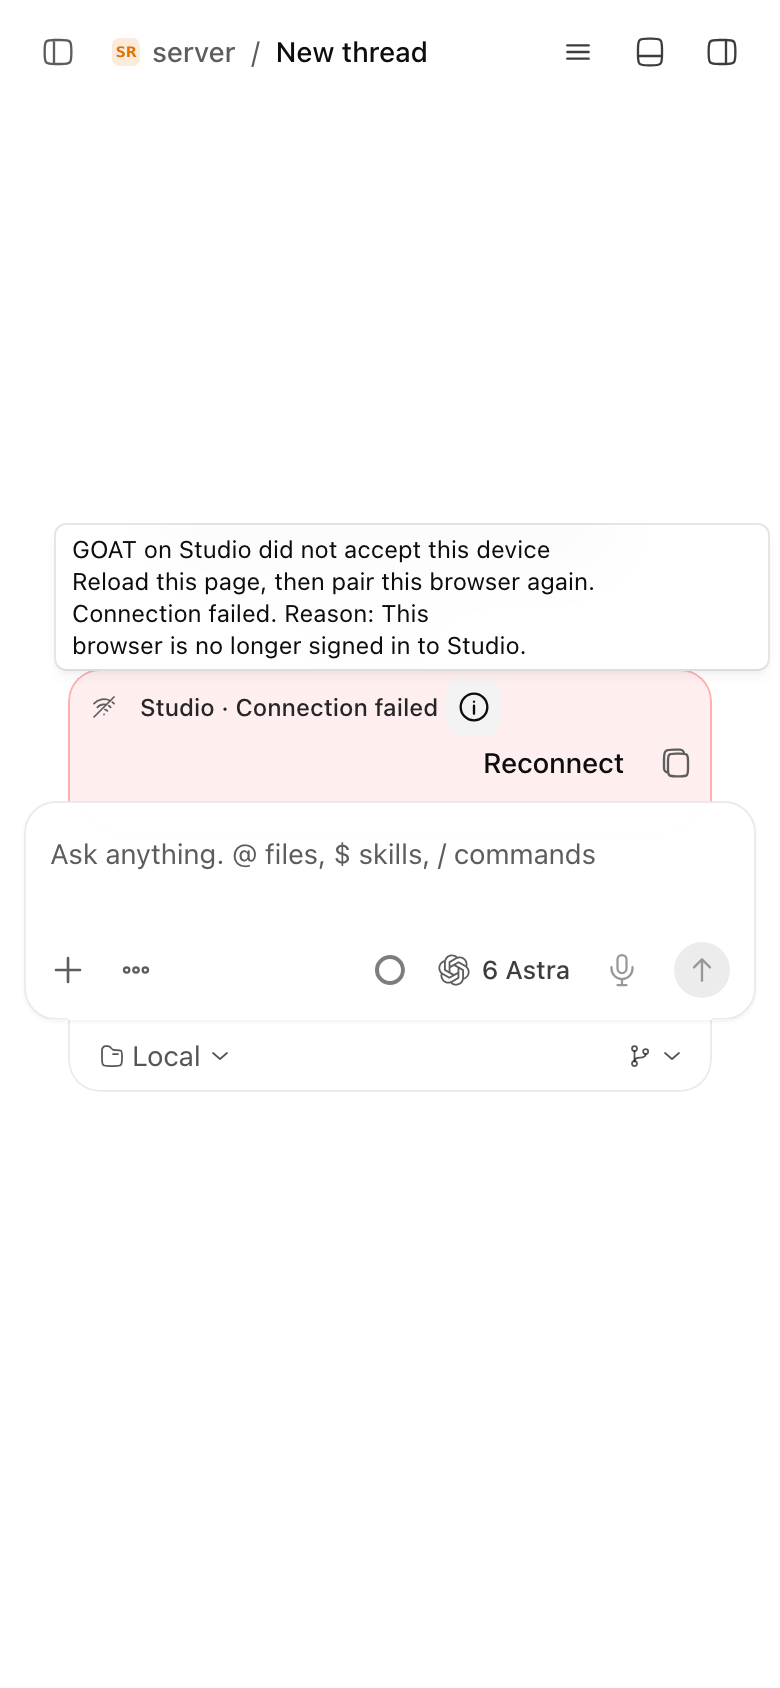 SR server / New thread
GOAT on Studio did not accept this device
Reload this page, then pair this browser again.
Connection failed. Reason: This
browser is no longer signed in to Studio.
Studio · Connection failed
Reconnect
Ask anything. @ files, $ skills, / commands
6 Astra
Local